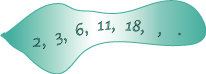 2, 3, 6, 11, 18, , .